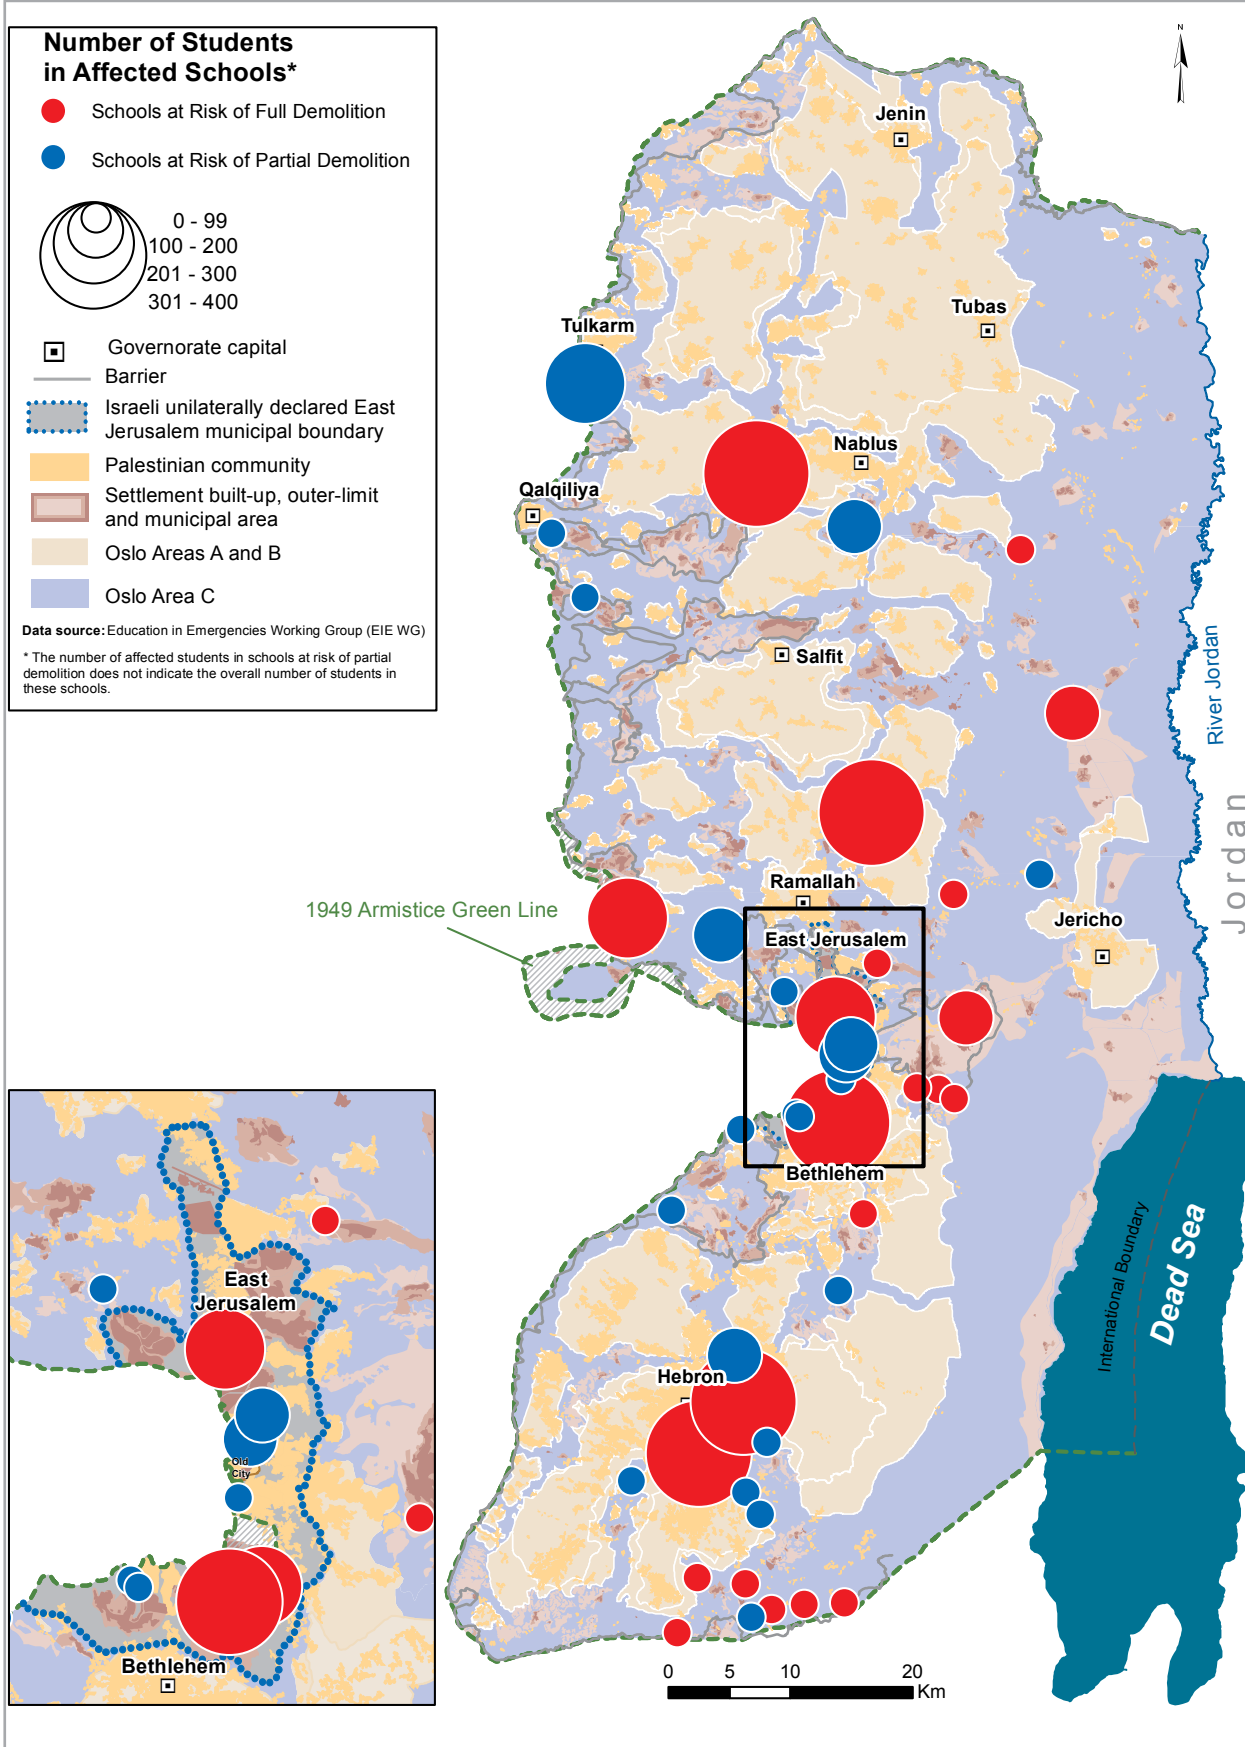 Number of Students
in Affected Schools*
Schools at Risk of Full Demolition
Schools at Risk of Partial Demolition
0 - 99
100 - 200
201 - 300
301 - 400
Governorate capital
Barrier
Israeli unilaterally declared East
Jerusalem municipal boundary
Palestinian community
Settlement built-up, outer-limit
and municipal area
Oslo Areas A and B
Oslo Area C
Data source: Education in Emergencies Working Group (EIE WG)
* The number of affected students in schools at risk of partial
demolition does not indicate the overall number of students in
these schools.
N
Jenin
Tubas
Tulkarm
Nablus
Qalqiliya
Salfit
River Jordan
Jordan
Ramallah
1949 Armistice Green Line
East Jerusalem
Jericho
Bethlehem
International Boundary
Dead Sea
Hebron
East
Jerusalem
Old
City
Bethlehem
0 5 10 20
Km